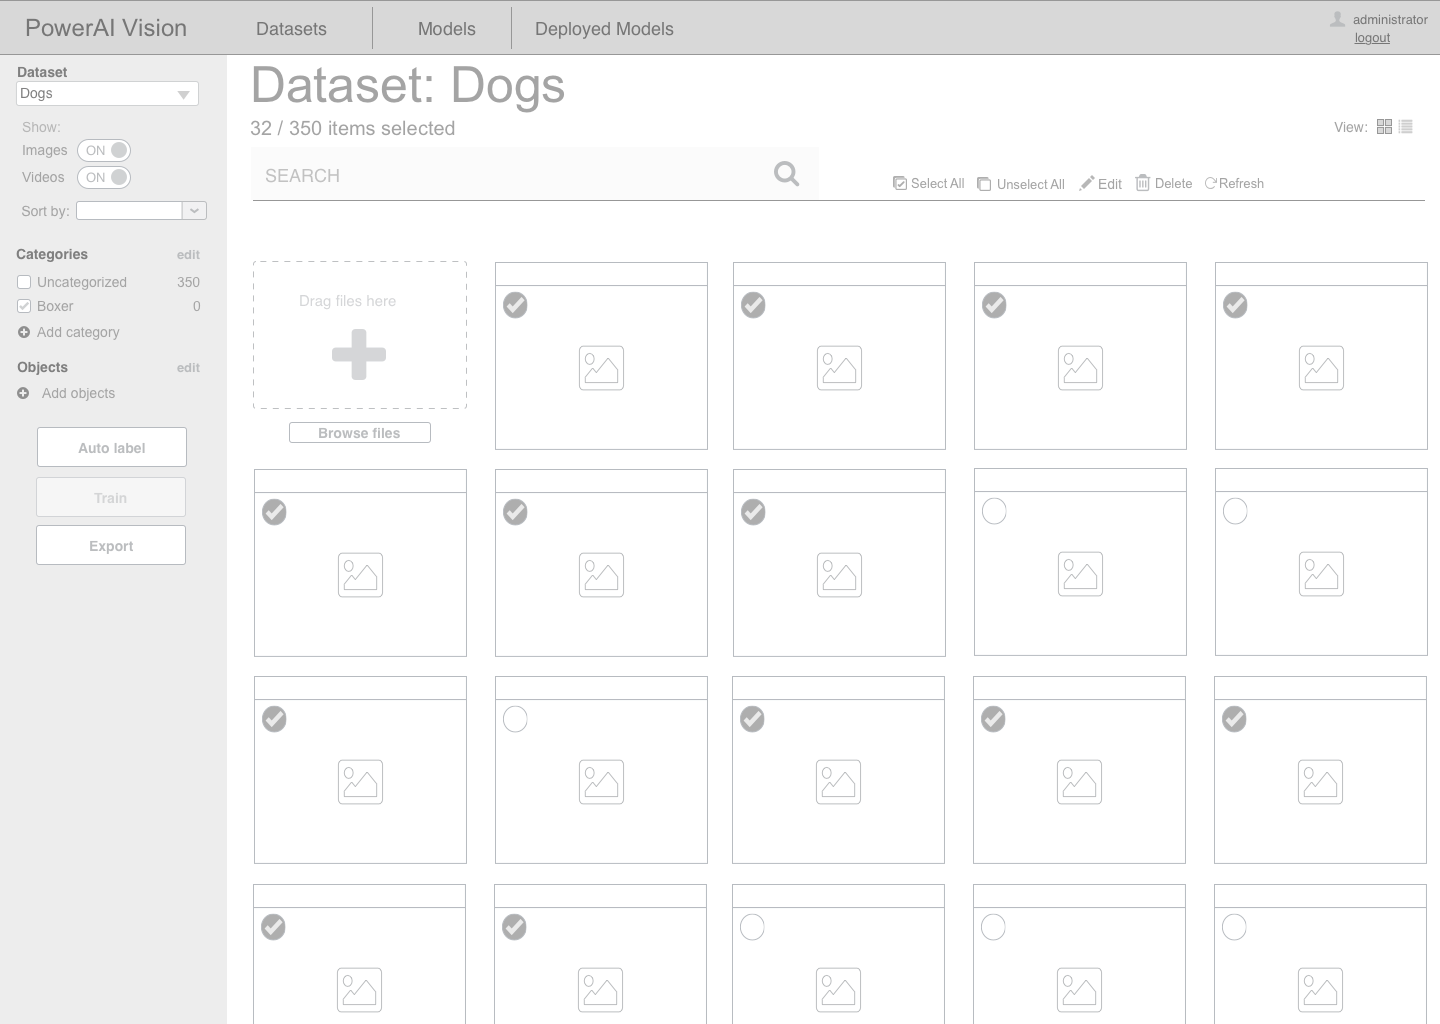 PowerAI Vision
Datasets
Models
Deployed Models
administrator
logout
Dataset
Dogs
Show:
Images ON
Videos ON
Sort by:
Categories edit
Uncategorized 350
Boxer 0
Add category
Objects edit
Add objects
Auto label
Train
Export
Dataset: Dogs
32 / 350 items selected
View:
SEARCH
Select All
Unselect All
Edit
Delete
Refresh
Drag files here
Browse files